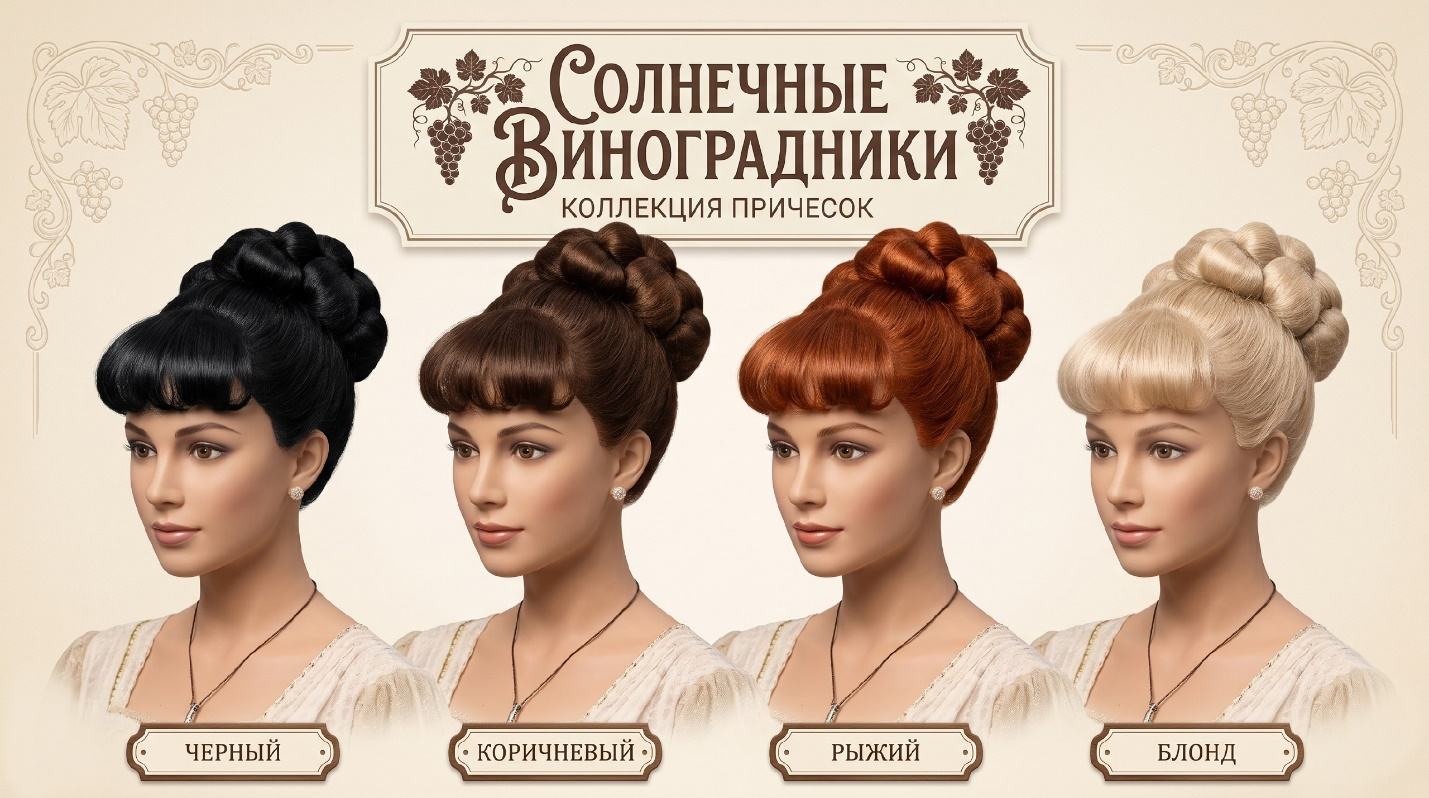 Солнечные
Виноградники
КОЛЛЕКЦИЯ ПРИЧЕСОК
ЧЕРНЫЙ
КОРИЧНЕВЫЙ
РЫЖИЙ
БЛОНД